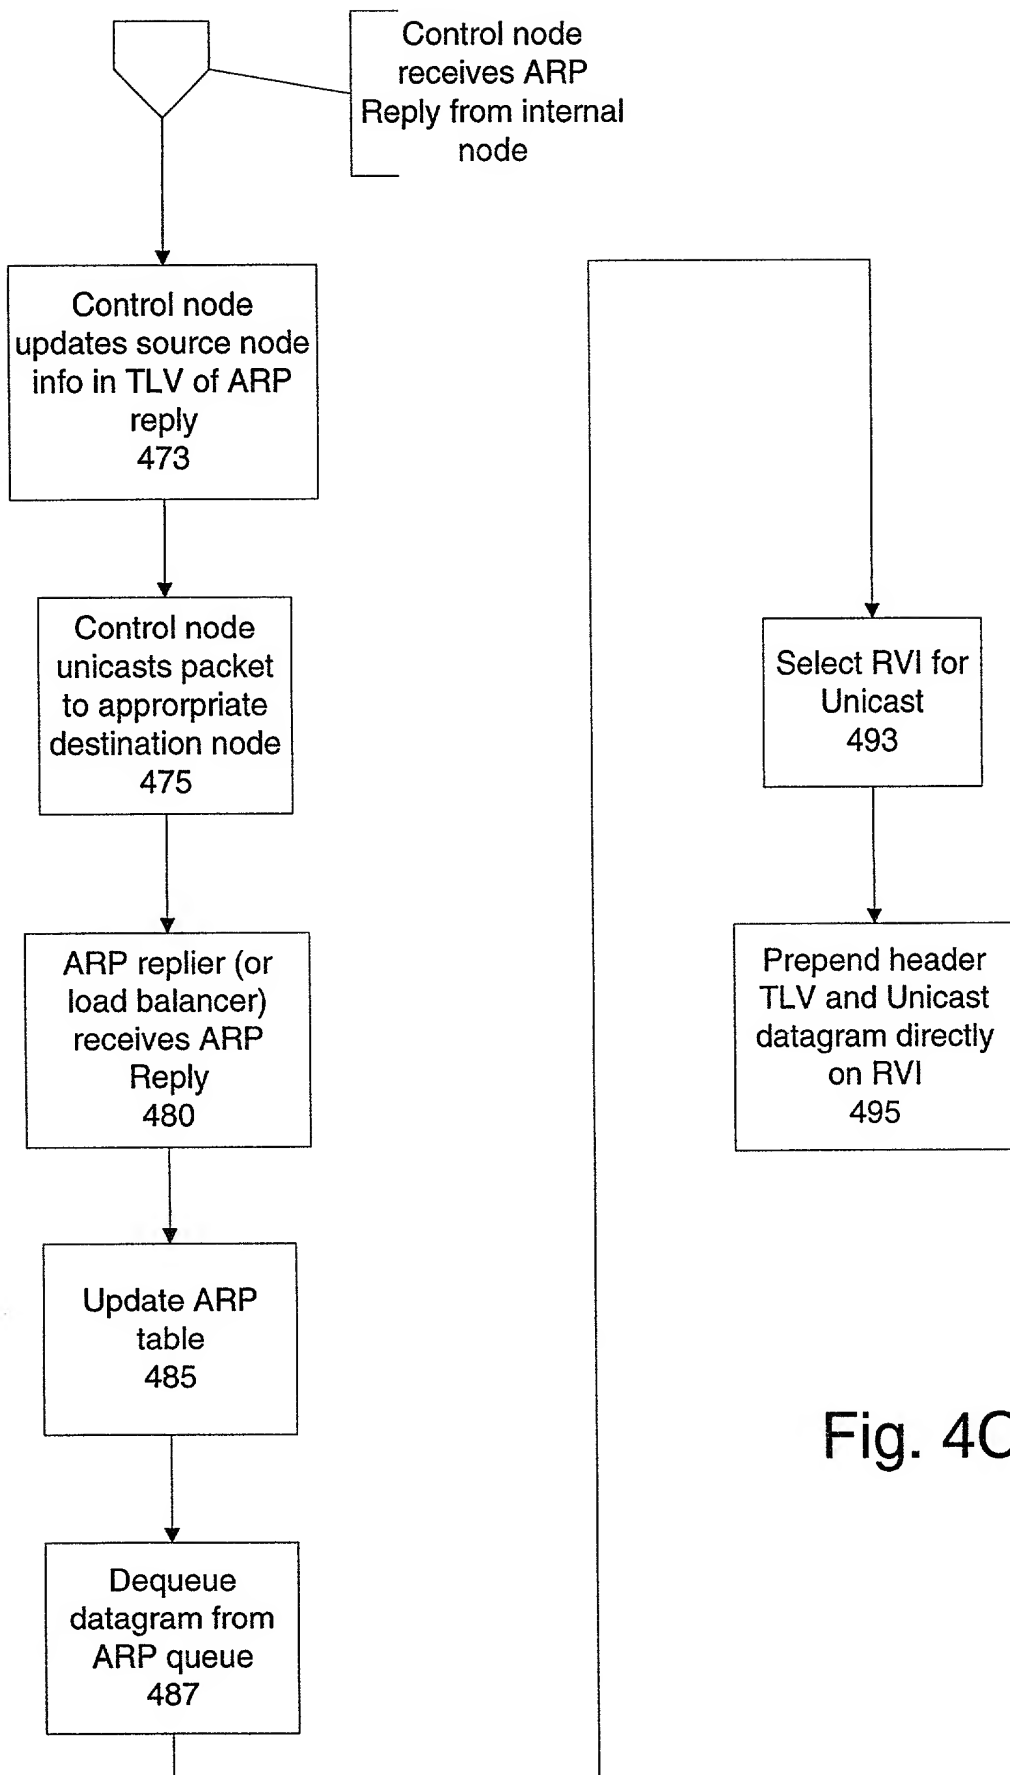 Control node
receives ARP
Reply from internal
node
Control node
updates source node
info in TLV of ARP
reply
473
Control node
unicasts packet
to approrpriate
destination node
475
ARP replier (or
load balancer)
receives ARP
Reply
480
Update ARP
table
485
Dequeue
datagram from
ARP queue
487
Select RVI for
Unicast
493
Prepend header
TLV and Unicast
datagram directly
on RVI
495
Fig. 4C